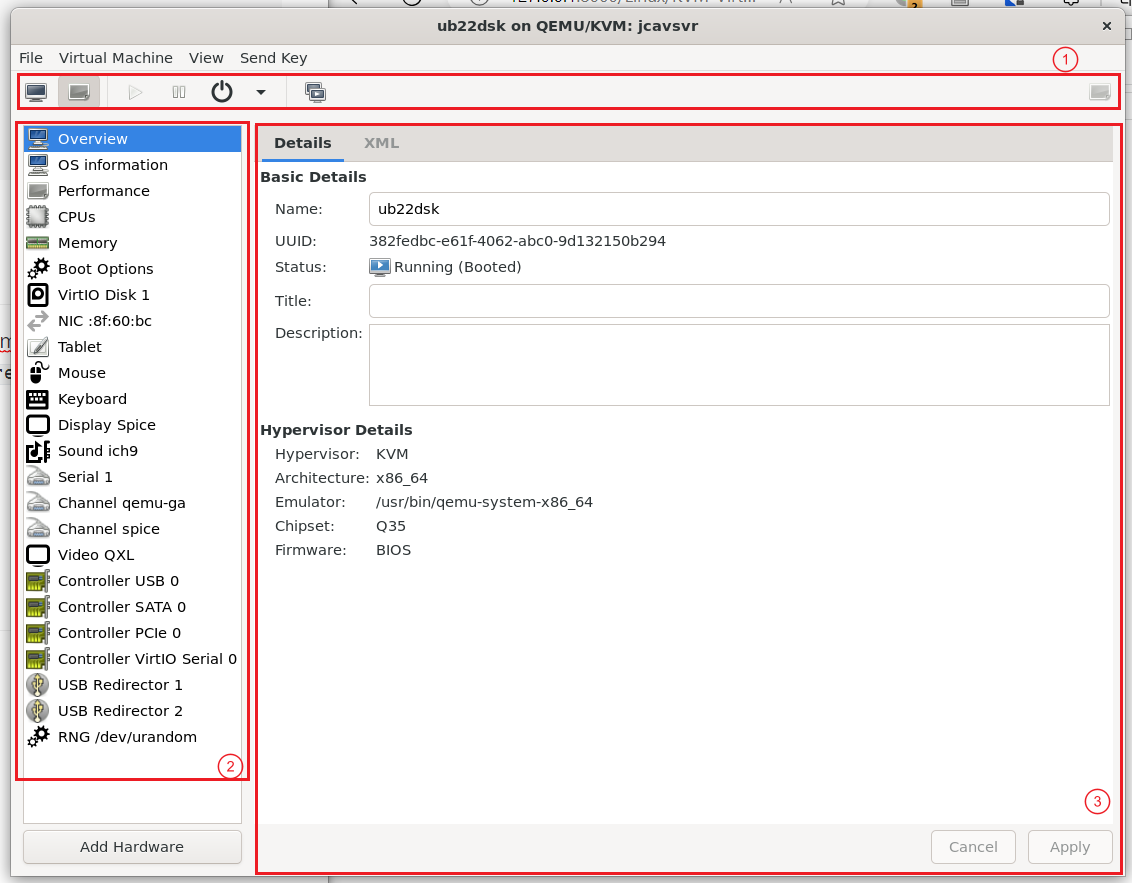 ub22dsk on QEMU/KVM: jcavsvr
File Virtual Machine View Send Key
1
Overview
OS information
Performance
CPUs
Memory
Boot Options
VirtIO Disk 1
NIC :8f:60:bc
Tablet
Mouse
Keyboard
Display Spice
Sound ich9
Serial 1
Channel qemu-ga
Channel spice
Video QXL
Controller USB 0
Controller SATA 0
Controller PCIe 0
Controller VirtIO Serial 0
USB Redirector 1
USB Redirector 2
RNG /dev/urandom
2
Add Hardware
Details XML
Basic Details
Name: ub22dsk
UUID: 382fedbc-e61f-4062-abc0-9d132150b294
Status: Running (Booted)
Title:
Description:
Hypervisor Details
Hypervisor: KVM
Architecture: x86_64
Emulator: /usr/bin/qemu-system-x86_64
Chipset: Q35
Firmware: BIOS
3
Cancel Apply